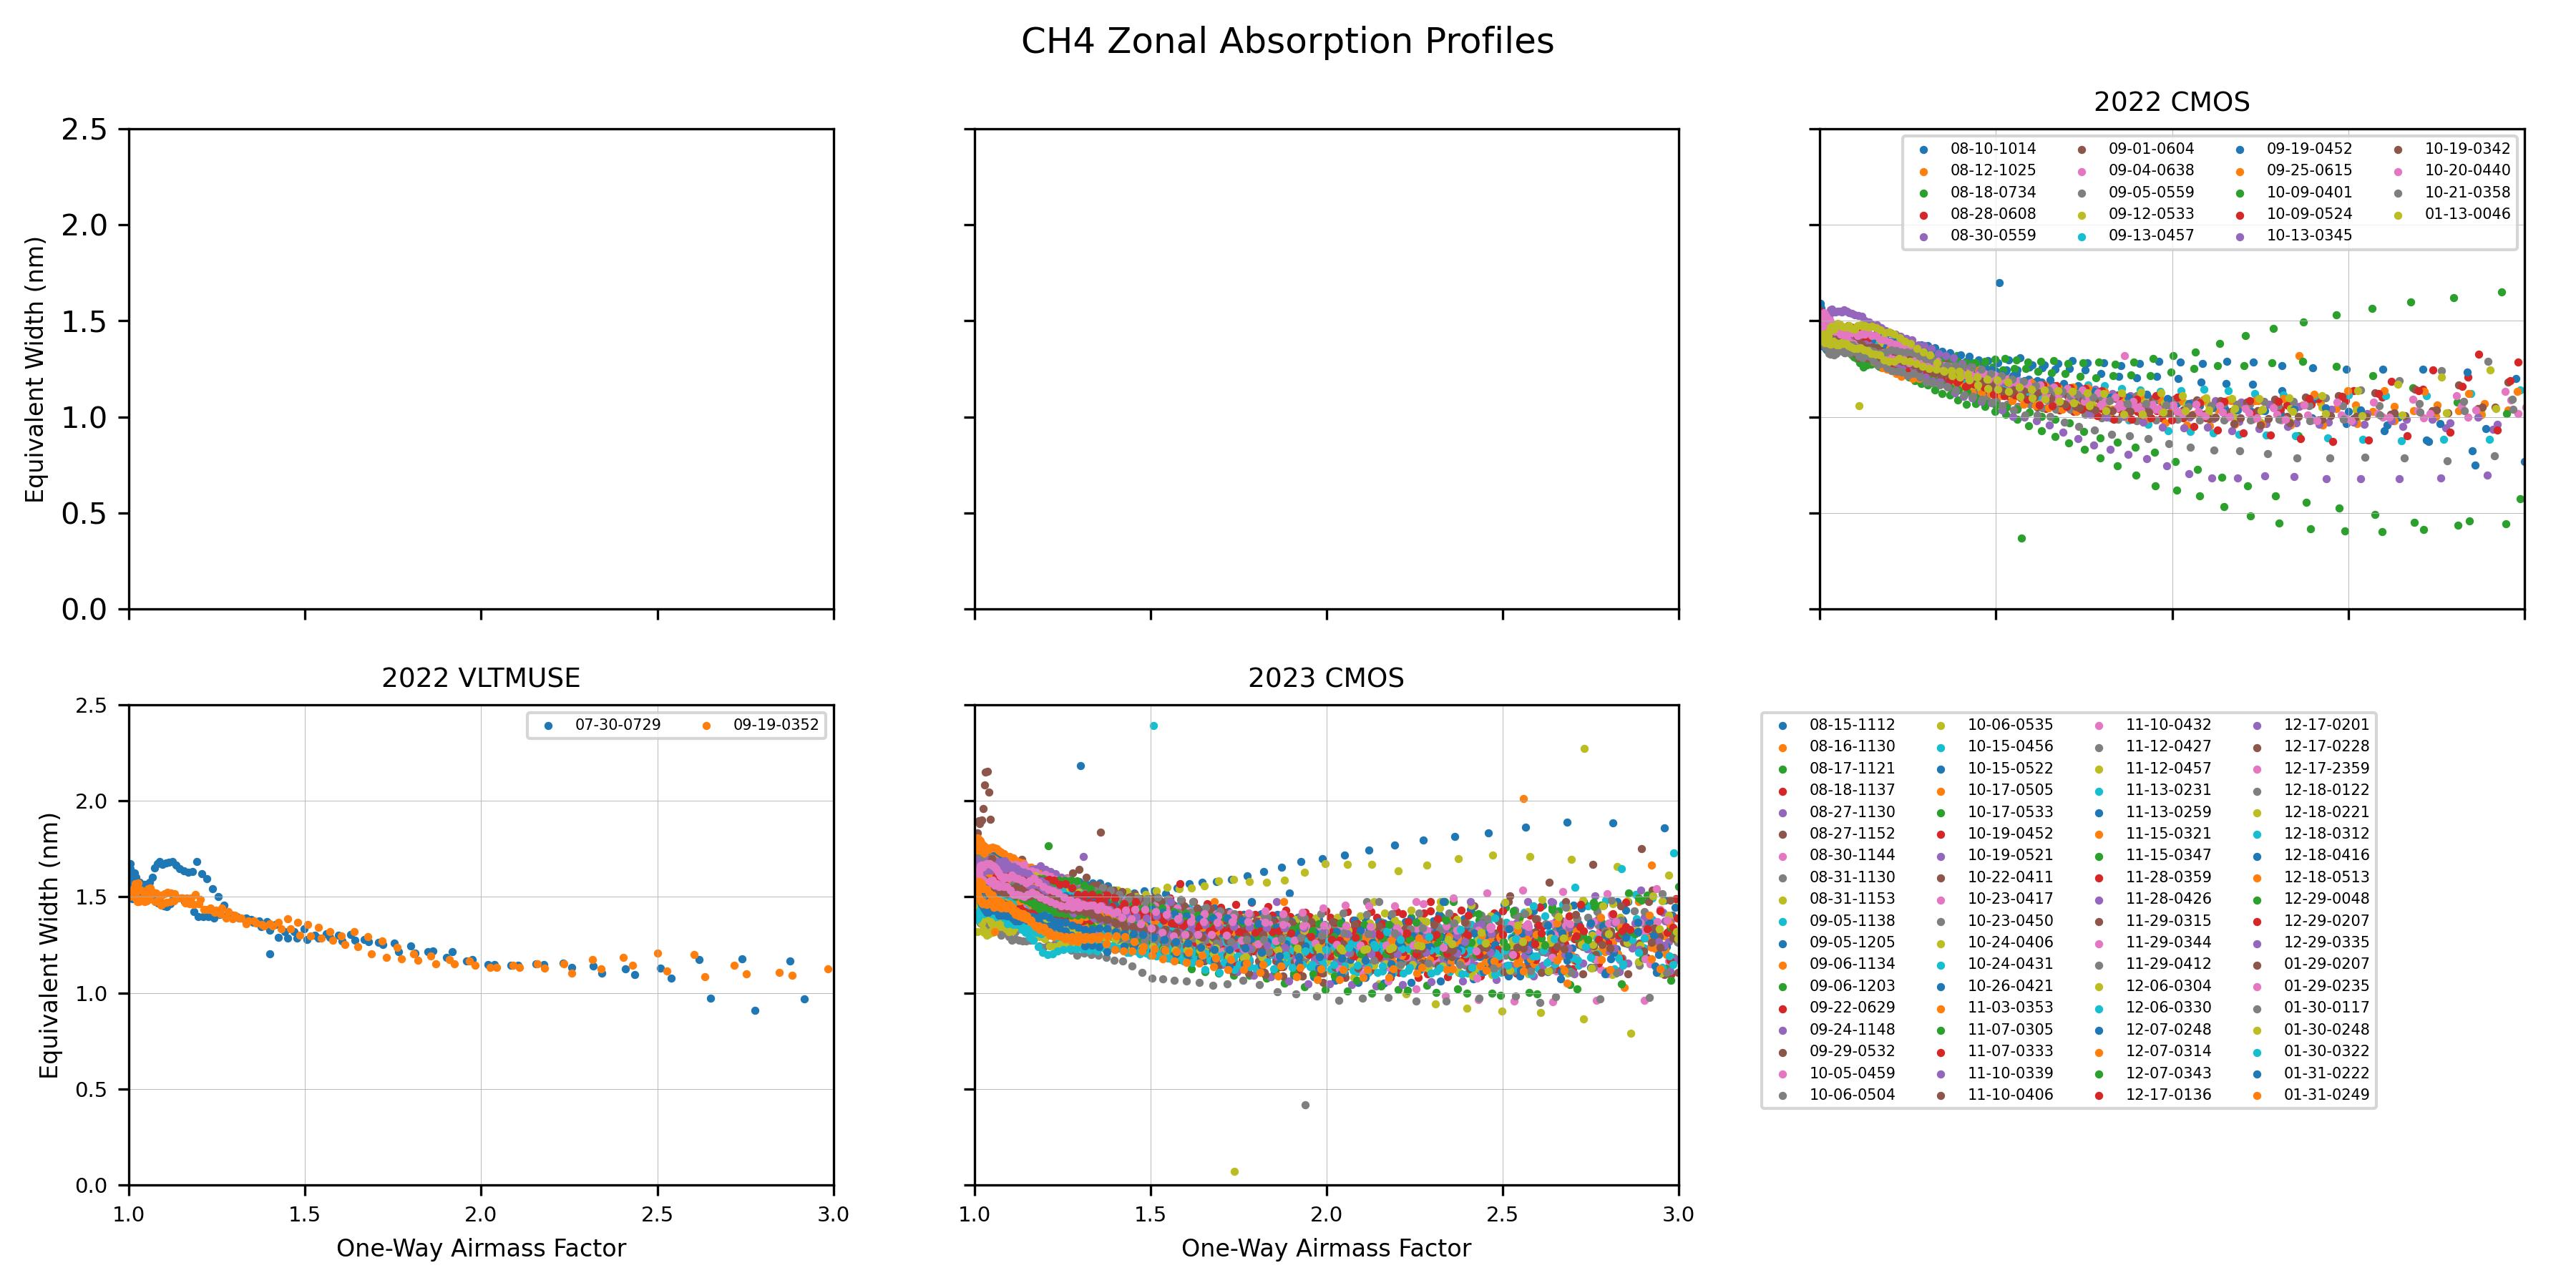 CH4 Zonal Absorption Profiles
2.5
2.0
1.5
1.0
0.5
0.0
Equivalent Width (nm)
2022 CMOS
08-10-1014 09-01-0604 09-19-0452 10-19-0342
08-12-1025 09-04-0638 09-25-0615 10-20-0440
08-18-0734 09-05-0559 10-09-0401 10-21-0358
08-28-0608 09-12-0533 10-09-0524 01-13-0046
08-30-0559 09-13-0457 10-13-0345
2022 VLTMUSE
07-30-0729 09-19-0352
2.5
2.0
1.5
1.0
0.5
0.0
Equivalent Width (nm)
1.0 1.5 2.0 2.5 3.0
One-Way Airmass Factor
2023 CMOS
1.0 1.5 2.0 2.5 3.0
One-Way Airmass Factor
08-15-1112 10-06-0535 11-10-0432 12-17-0201
08-16-1130 10-15-0456 11-12-0427 12-17-0228
08-17-1121 10-15-0522 11-12-0457 12-17-2359
08-18-1137 10-17-0505 11-13-0231 12-18-0122
08-27-1130 10-17-0533 11-13-0259 12-18-0221
08-27-1152 10-19-0452 11-15-0321 12-18-0312
08-30-1144 10-19-0521 11-15-0347 12-18-0416
08-31-1130 10-22-0411 11-28-0359 12-18-0513
08-31-1153 10-23-0417 11-28-0426 12-29-0048
09-05-1138 10-23-0450 11-29-0315 12-29-0207
09-05-1205 10-24-0406 11-29-0344 12-29-0335
09-06-1134 10-24-0431 11-29-0412 01-29-0207
09-06-1203 10-26-0421 12-06-0304 01-29-0235
09-22-0629 11-03-0353 12-06-0330 01-30-0117
09-24-1148 11-07-0305 12-07-0248 01-30-0248
09-29-0532 11-07-0333 12-07-0314 01-30-0322
10-05-0459 11-10-0339 12-07-0343 01-31-0222
10-06-0504 11-10-0406 12-17-0136 01-31-0249